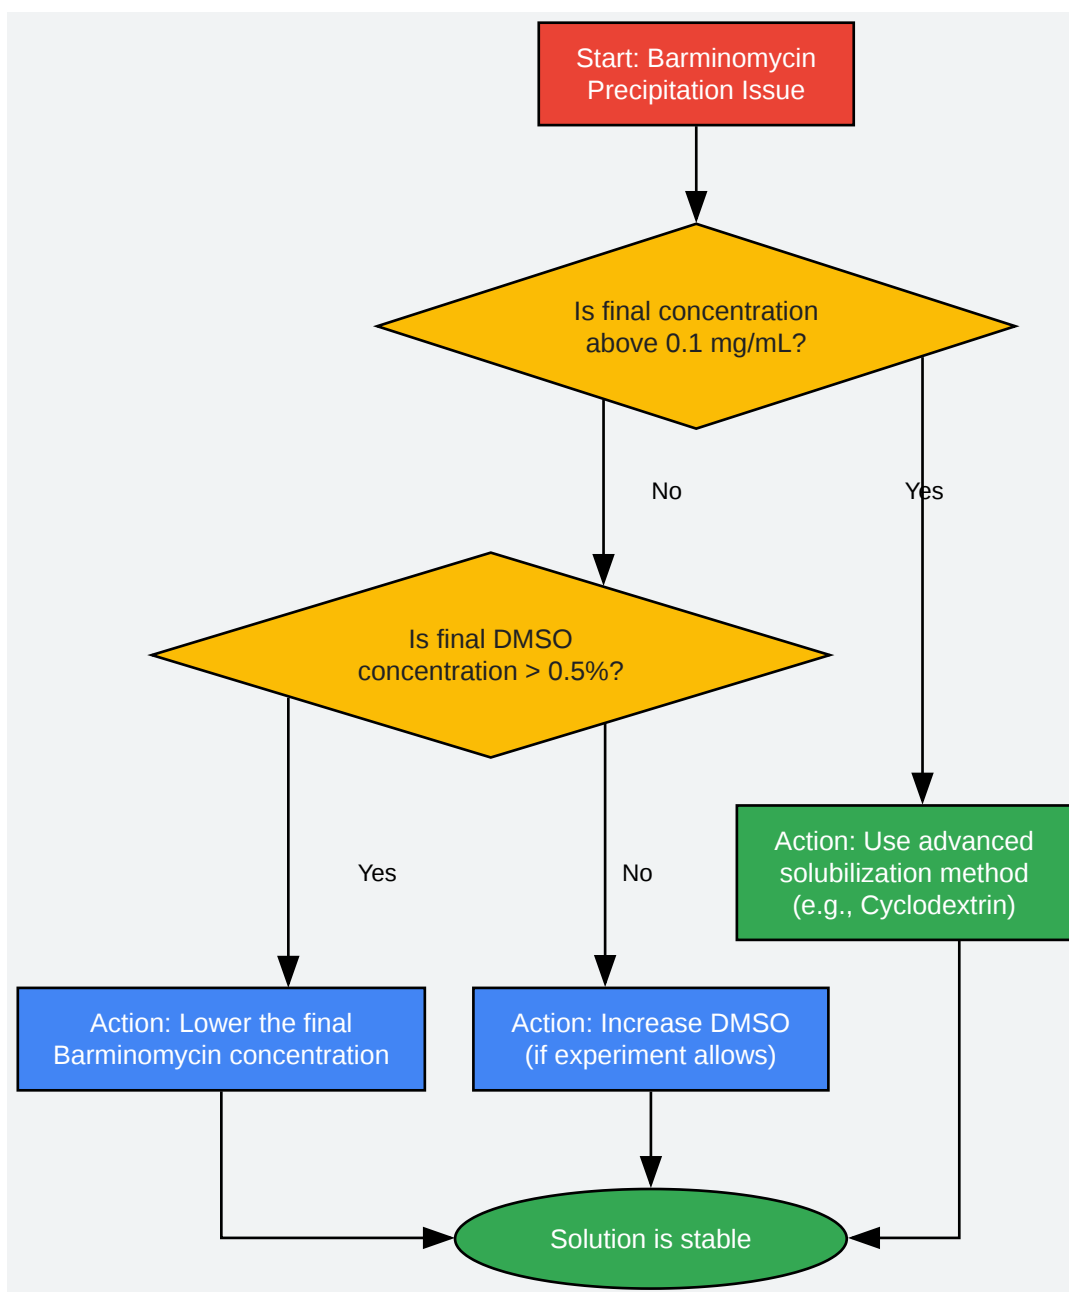 Start: Barminomycin
Precipitation Issue
Is final concentration
above 0.1 mg/mL?
No
Yes
Is final DMSO
concentration > 0.5%?
Action: Use advanced
solubilization method
(e.g., Cyclodextrin)
Yes
No
Action: Lower the final
Barminomycin concentration
Action: Increase DMSO
(if experiment allows)
Solution is stable